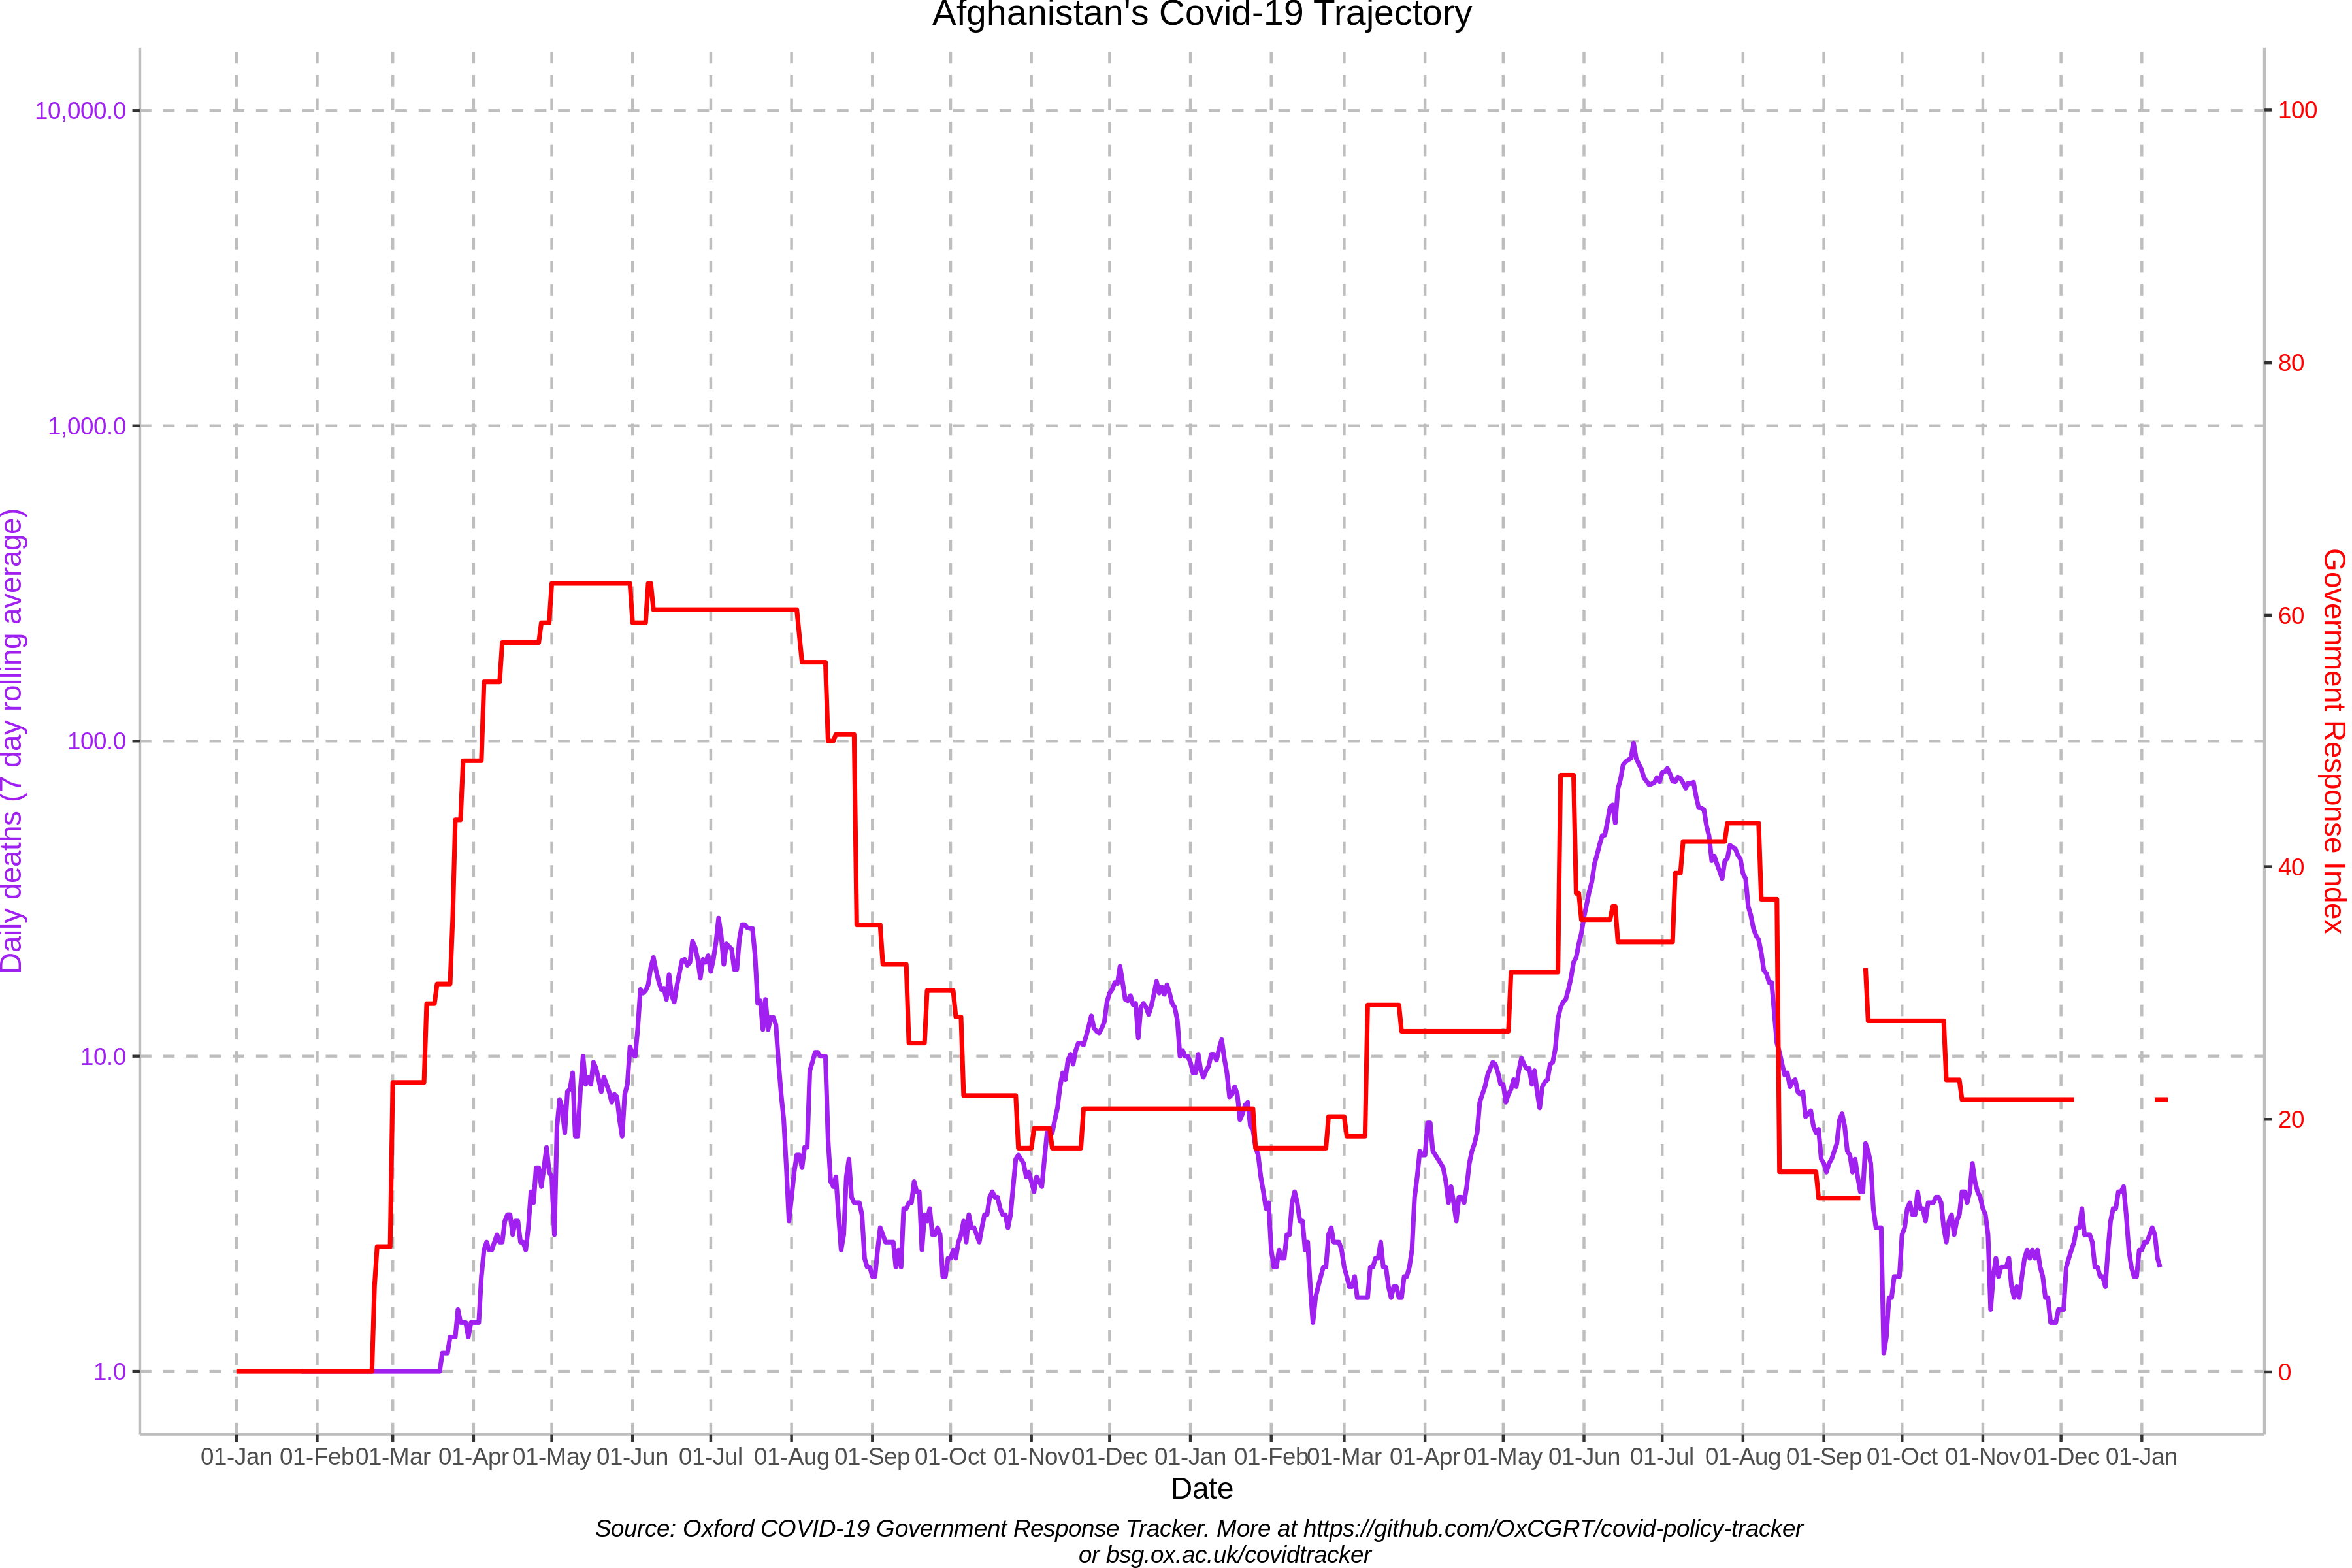 Afghanistan's Covid-19 Trajectory
10,000.0
1,000.0
100.0
10.0
1.0
Daily deaths (7 day rolling average)
100
80
60
40
20
0
Government Response Index
01-Jan 01-Feb 01-Mar 01-Apr 01-May 01-Jun 01-Jul 01-Aug 01-Sep 01-Oct 01-Nov 01-Dec 01-Jan 01-Feb 01-Mar 01-Apr 01-May 01-Jun 01-Jul 01-Aug 01-Sep 01-Oct 01-Nov 01-Dec 01-Jan
Date
Source: Oxford COVID-19 Government Response Tracker. More at https://github.com/OxCGRT/covid-policy-tracker
or bsg.ox.ac.uk/covidtracker